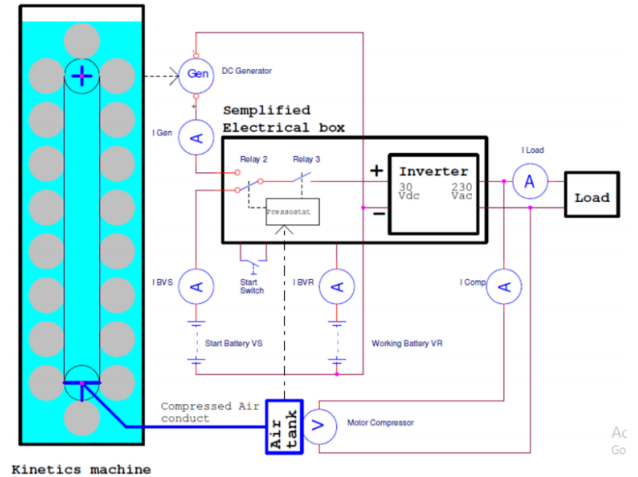 Gen
DC Generator
+
I Gen
A
Semplified
Electrical box
Relay 2
Relay 3
+
Inverter
30
Vdc
230
Vac
-
Pressostat
I Load
A
Load
I BVS
A
Start
Switch
I BVR
A
I Comp
A
Start Battery VS
Working Battery VR
Compressed Air
conduct
Air
tank
V
Motor Compressor
Kinetics machine
Ac
Go